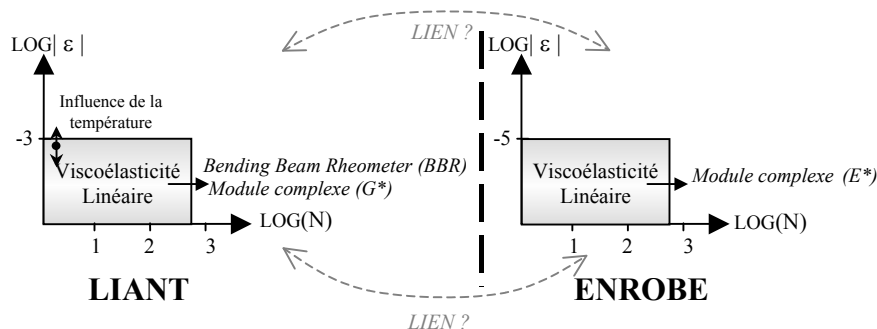 LIEN ?
LOG| ε |
Influence de la
température
-3
Viscoélasticité
Linéaire
Bending Beam Rheometer (BBR)
Module complexe (G*)
LOG(N)
1 2 3
LIANT
LOG| ε |
-5
Viscoélasticité
Linéaire
Module complexe (E*)
LOG(N)
1 2 3
ENROBE
LIEN ?